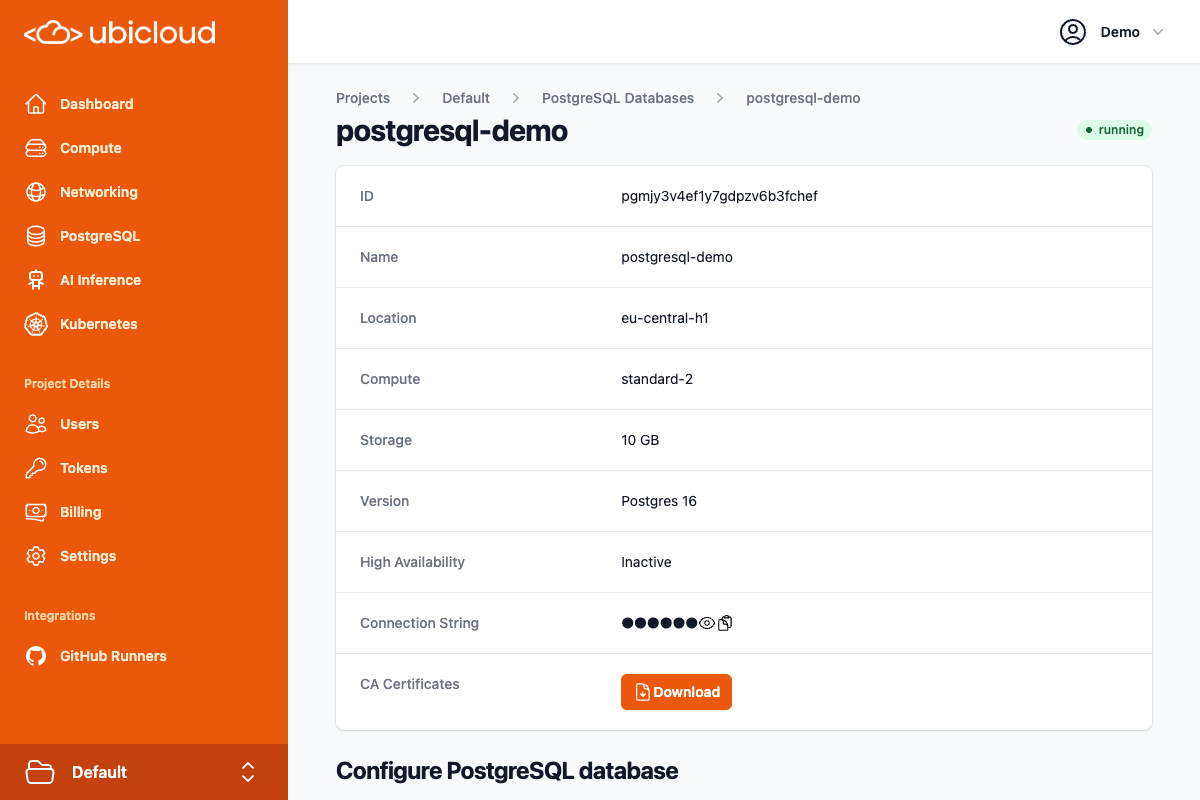 ubicloud
Demo
Dashboard
Compute
Networking
PostgreSQL
AI Inference
Kubernetes
Project Details
Users
Tokens
Billing
Settings
Integrations
GitHub Runners
Default
Projects Default PostgreSQL Databases postgresql-demo
postgresql-demo
running
ID pgmjy3v4ef1y7gdpzv6b3fchef
Name postgresql-demo
Location eu-central-h1
Compute standard-2
Storage 10 GB
Version Postgres 16
High Availability Inactive
Connection String ●●●●●●
CA Certificates Download
Configure PostgreSQL database